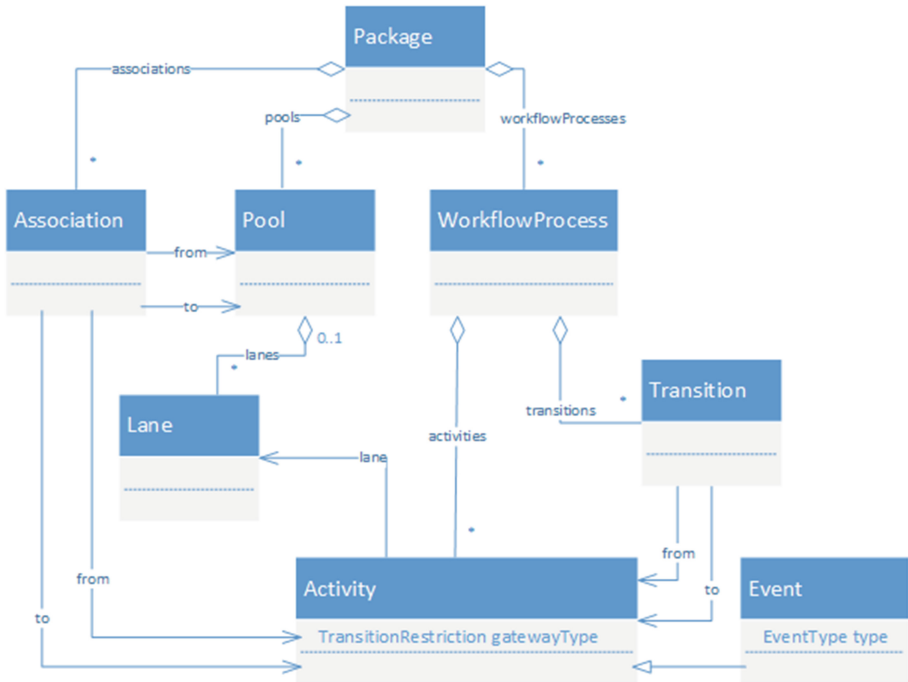 Package
associations
pools
workflowProcesses
*
*
*
Association
Pool
WorkflowProcess
from
to
0..1
lanes
*
Transition
transitions
*
Lane
activities
lane
*
from
from
to
to
Activity
Event
TransitionRestriction gatewayType
EventType type